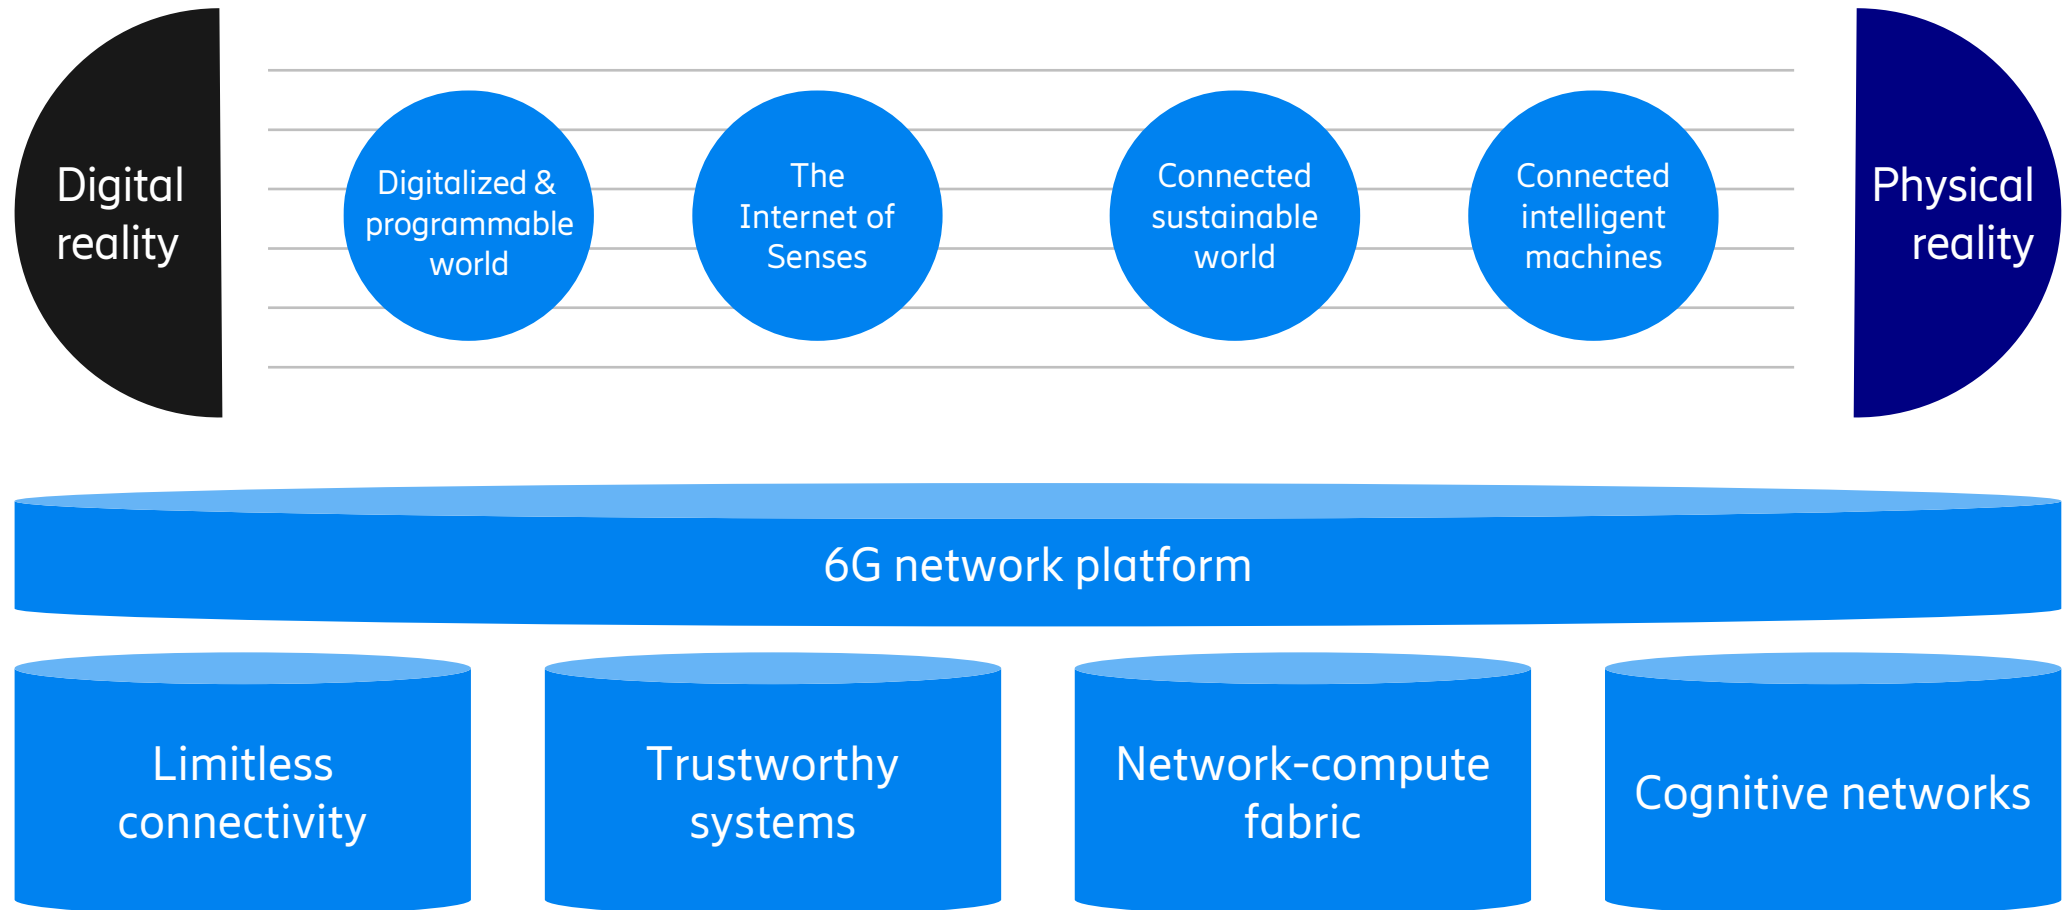 Digital
reality
Digitalized &
programmable
world
The
Internet of
Senses
Connected
sustainable
world
Connected
intelligent
machines
Physical
reality
6G network platform
Limitless
connectivity
Trustworthy
systems
Network-compute
fabric
Cognitive networks